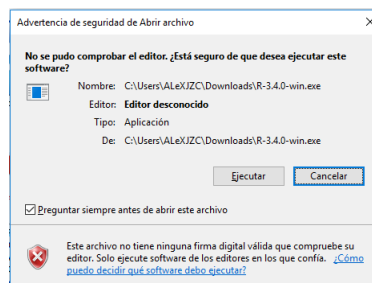 Advertencia de seguridad de Abrir archivo
No se pudo comprobar el editor. ¿Está seguro de que desea ejecutar este
software?
Nombre: C:\Users\ALeXJZC\Downloads\R-3.4.0-win.exe
Editor: Editor desconocido
Tipo: Aplicación
De: C:\Users\ALeXJZC\Downloads\R-3.4.0-win.exe
Ejecutar Cancelar
Preguntar siempre antes de abrir este archivo
Este archivo no tiene ninguna firma digital válida que compruebe su
editor. Solo ejecute software de los editores en los que confía. ¿Cómo
puedo decidir qué software debo ejecutar?